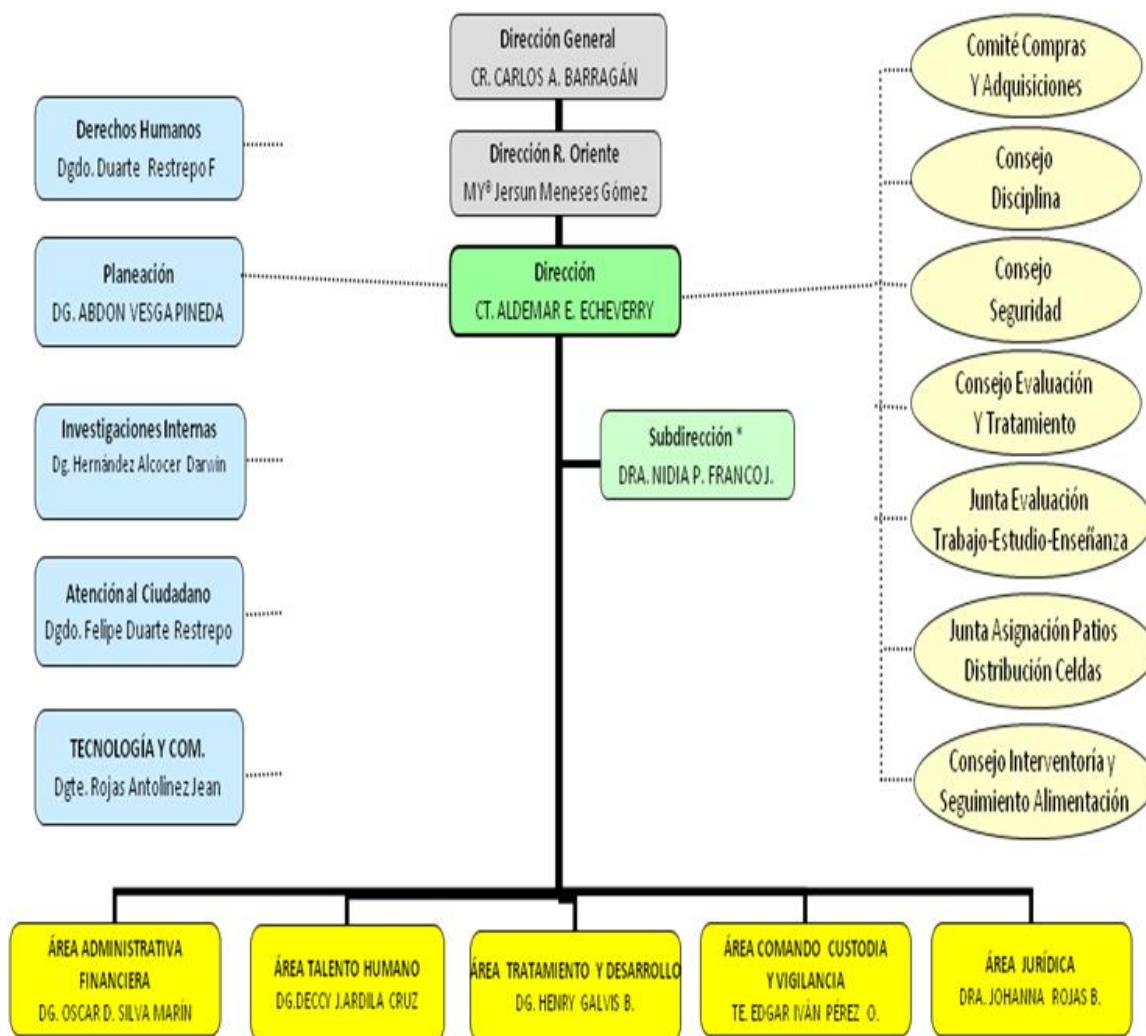 Dirección General
CR. CARLOS A. BARRAGÁN
Dirección R. Oriente
MY® Jersun Meneses Gómez
Dirección
CT. ALDEMAR E. ECHEVERRY
Subdirección *
DRA. NIDIA P. FRANCO J.
Derechos Humanos
Dgdo. Duarte Restrepo F
Planeación
DG. ABDON VESGA PINEDA
Investigaciones Internas
Dg. Hernández Alcocer Darwin
Atención al Ciudadano
Dgdo. Felipe Duarte Restrepo
TECNOLOGÍA Y COM.
Dgte. Rojas Antolinez Jean
Comité Compras
Y Adquisiciones
Consejo
Disciplina
Consejo
Seguridad
Consejo Evaluación
Y Tratamiento
Junta Evaluación
Trabajo-Estudio-Enseñanza
Junta Asignación Patios
Distribución Celdas
Consejo Interventoría y
Seguimiento Alimentación
ÁREA ADMINISTRATIVA
FINANCIERA
DG. OSCAR D. SILVA MARÍN
ÁREA TALENTO HUMANO
DG.DECCY J.ARDILA CRUZ
ÁREA TRATAMIENTO Y DESARROLLO
DG. HENRY GALVIS B.
ÁREA COMANDO CUSTODIA
Y VIGILANCIA
TE. EDGAR IVÁN PÉREZ O.
ÁREA JURÍDICA
DRA. JOHANNA ROJAS B.